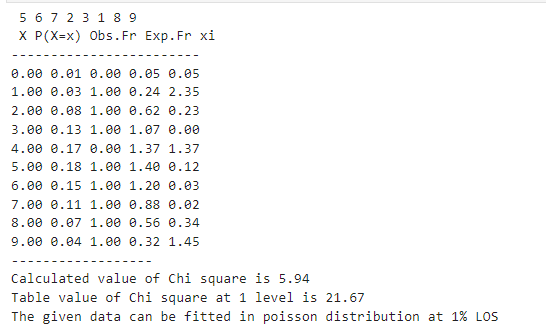 5 6 7 2 3 1 8 9
X P(X=x) Obs.Fr Exp.Fr xi
--------------------------
0.00 0.01 0.00 0.05 0.05
1.00 0.03 1.00 0.24 2.35
2.00 0.08 1.00 0.62 0.23
3.00 0.13 1.00 1.07 0.00
4.00 0.17 0.00 1.37 1.37
5.00 0.18 1.00 1.40 0.12
6.00 0.15 1.00 1.20 0.03
7.00 0.11 1.00 0.88 0.02
8.00 0.07 1.00 0.56 0.34
9.00 0.04 1.00 0.32 1.45
-------------------
Calculated value of Chi square is 5.94
Table value of Chi square at 1 level is 21.67
The given data can be fitted in poisson distribution at 1% LOS